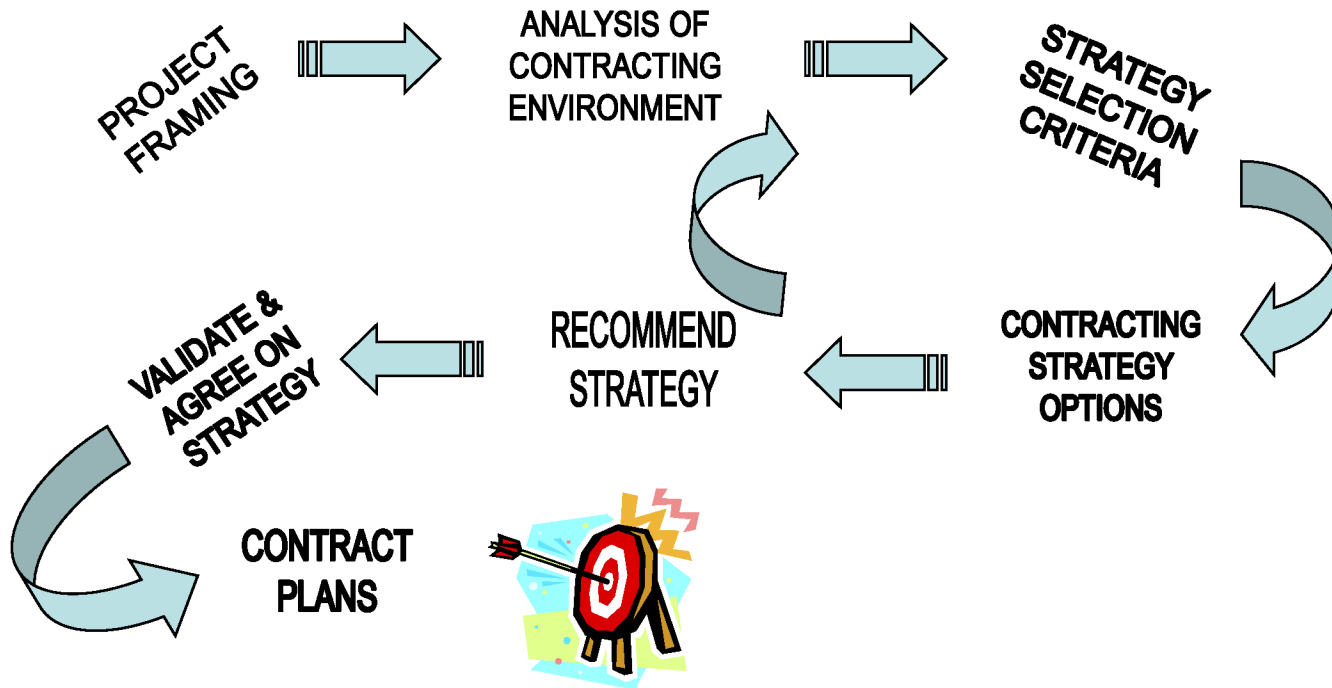 PROJECT
FRAMING
ANALYSIS OF
CONTRACTING
ENVIRONMENT
STRATEGY
SELECTION
CRITERIA
CONTRACTING
STRATEGY
OPTIONS
RECOMMEND
STRATEGY
VALIDATE &
AGREE ON
STRATEGY
CONTRACT
PLANS